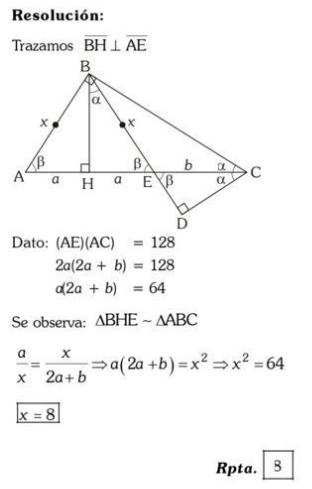 Resolución:
Trazamos BH ⊥ AE
B
α
x x
β β b α
A a H a E β α C
D
Dato: (AE)(AC) = 128
2a(2a + b) = 128
a(2a + b) = 64
Se observa: ΔBHE ~ ΔABC
a/x = x/(2a+b) ⇒ a(2a+b) = x² ⇒ x² = 64
x = 8
Rpta. 8